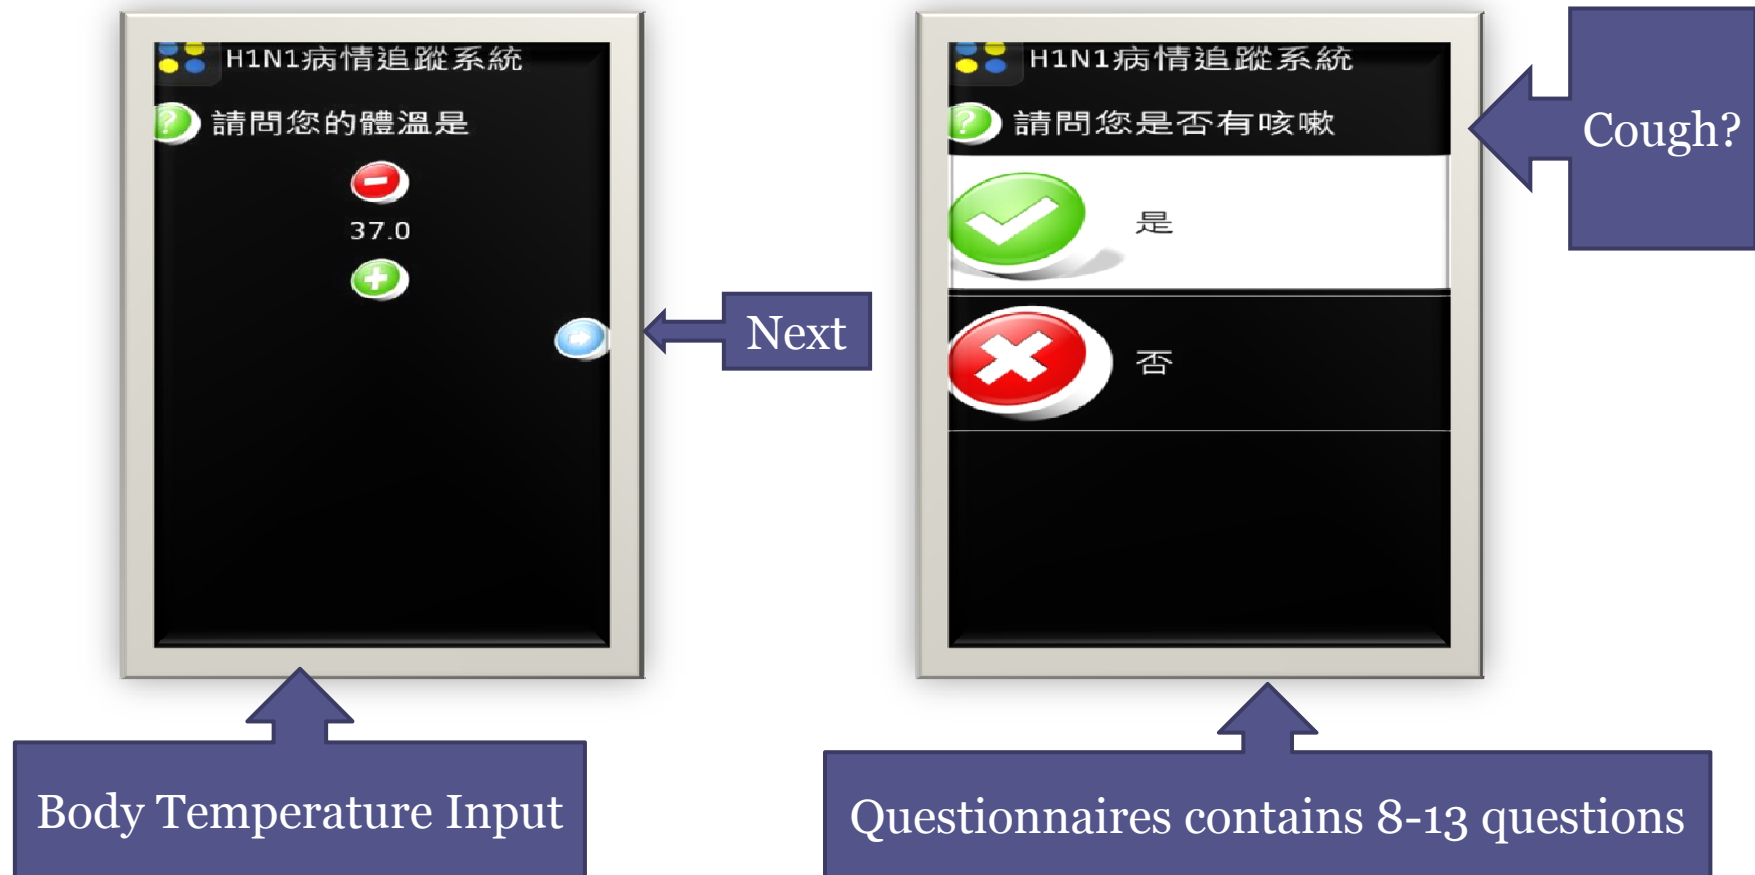 H1N1病情追蹤系統
請問您的體溫是
37.0
Next
Body Temperature Input
H1N1病情追蹤系統
請問您是否有咳嗽
是
否
Cough?
Questionnaires contains 8-13 questions